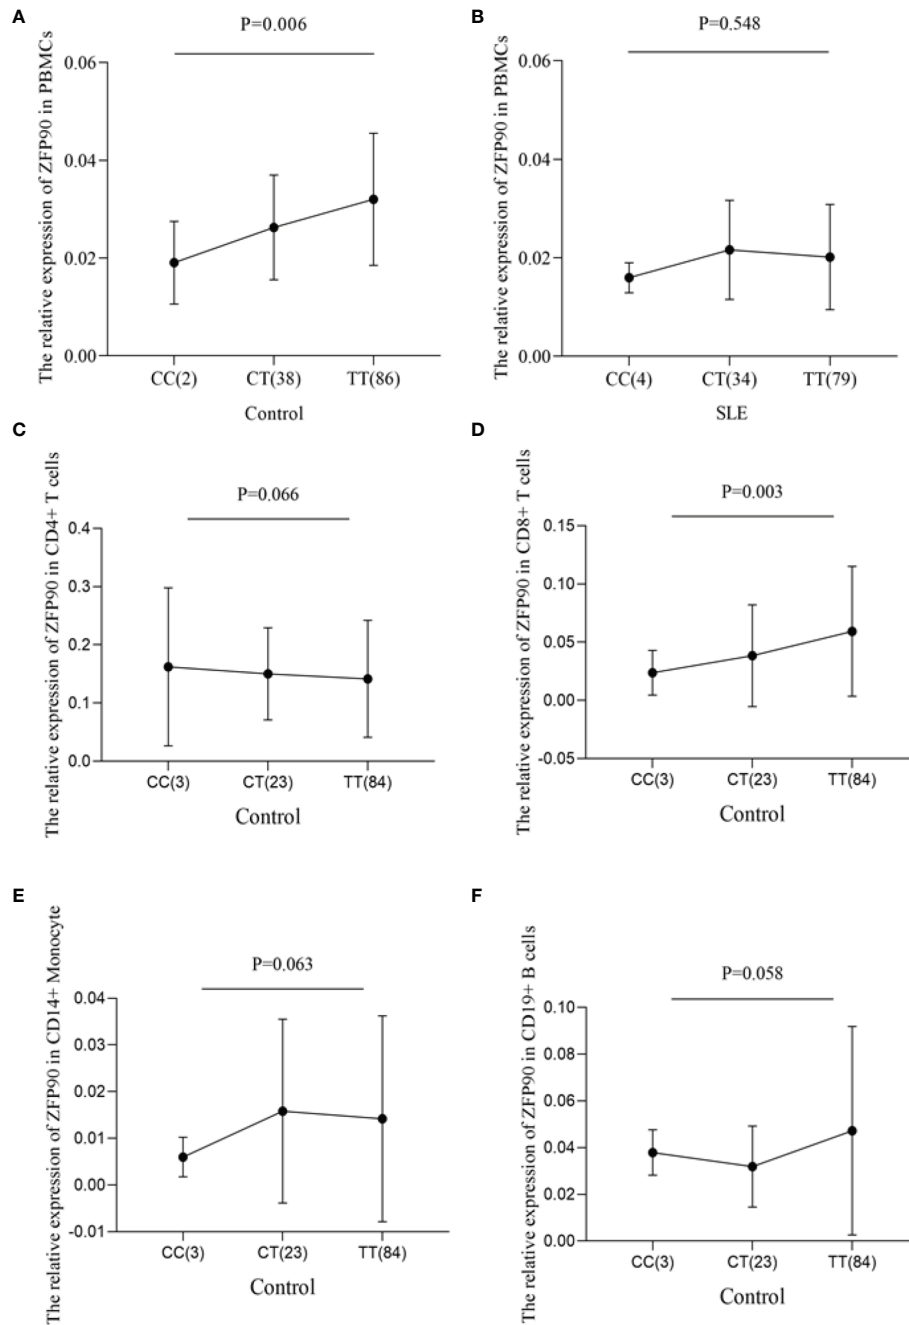 A
P=0.006
The relative expression of ZFP90 in PBMCs
0.06
0.04
0.02
0.00
CC(2) CT(38) TT(86)
Control
B
P=0.548
The relative expression of ZFP90 in PBMCs
0.06
0.04
0.02
0.00
CC(4) CT(34) TT(79)
SLE
C
P=0.066
The relative expression of ZFP90 in CD4+ T cells
0.4
0.3
0.2
0.1
0.0
CC(3) CT(23) TT(84)
Control
D
P=0.003
The relative expression of ZFP90 in CD8+ T cells
0.15
0.10
0.05
0.00
-0.05
CC(3) CT(23) TT(84)
Control
E
P=0.063
The relative expression of ZFP90 in CD14+ Monocyte
0.04
0.03
0.02
0.01
0.00
-0.01
CC(3) CT(23) TT(84)
Control
F
P=0.058
The relative expression of ZFP90 in CD19+ B cells
0.10
0.08
0.06
0.04
0.02
0.00
CC(3) CT(23) TT(84)
Control